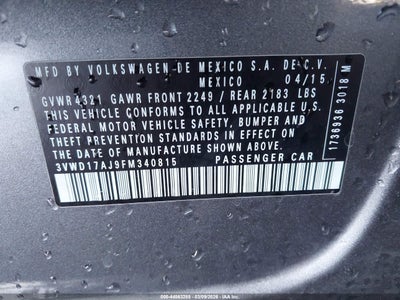 MFD BY VOLKSWAGEN DE MEXICO S.A. DE C.V.
MEXICO 04/15
GVWR 4321 GAWR FRONT 2249 / REAR 2183 LBS
THIS VEHICLE CONFORMS TO ALL APPLICABLE U.S.
FEDERAL MOTOR VEHICLE SAFETY, BUMPER AND
THEFT PREVENTION STANDARDS IN EFFECT ON THE
DATE OF MANUFACTURE SHOWN ABOVE.
3VWD17AJ9FM340815 PASSENGER CAR
1736936 3018 M